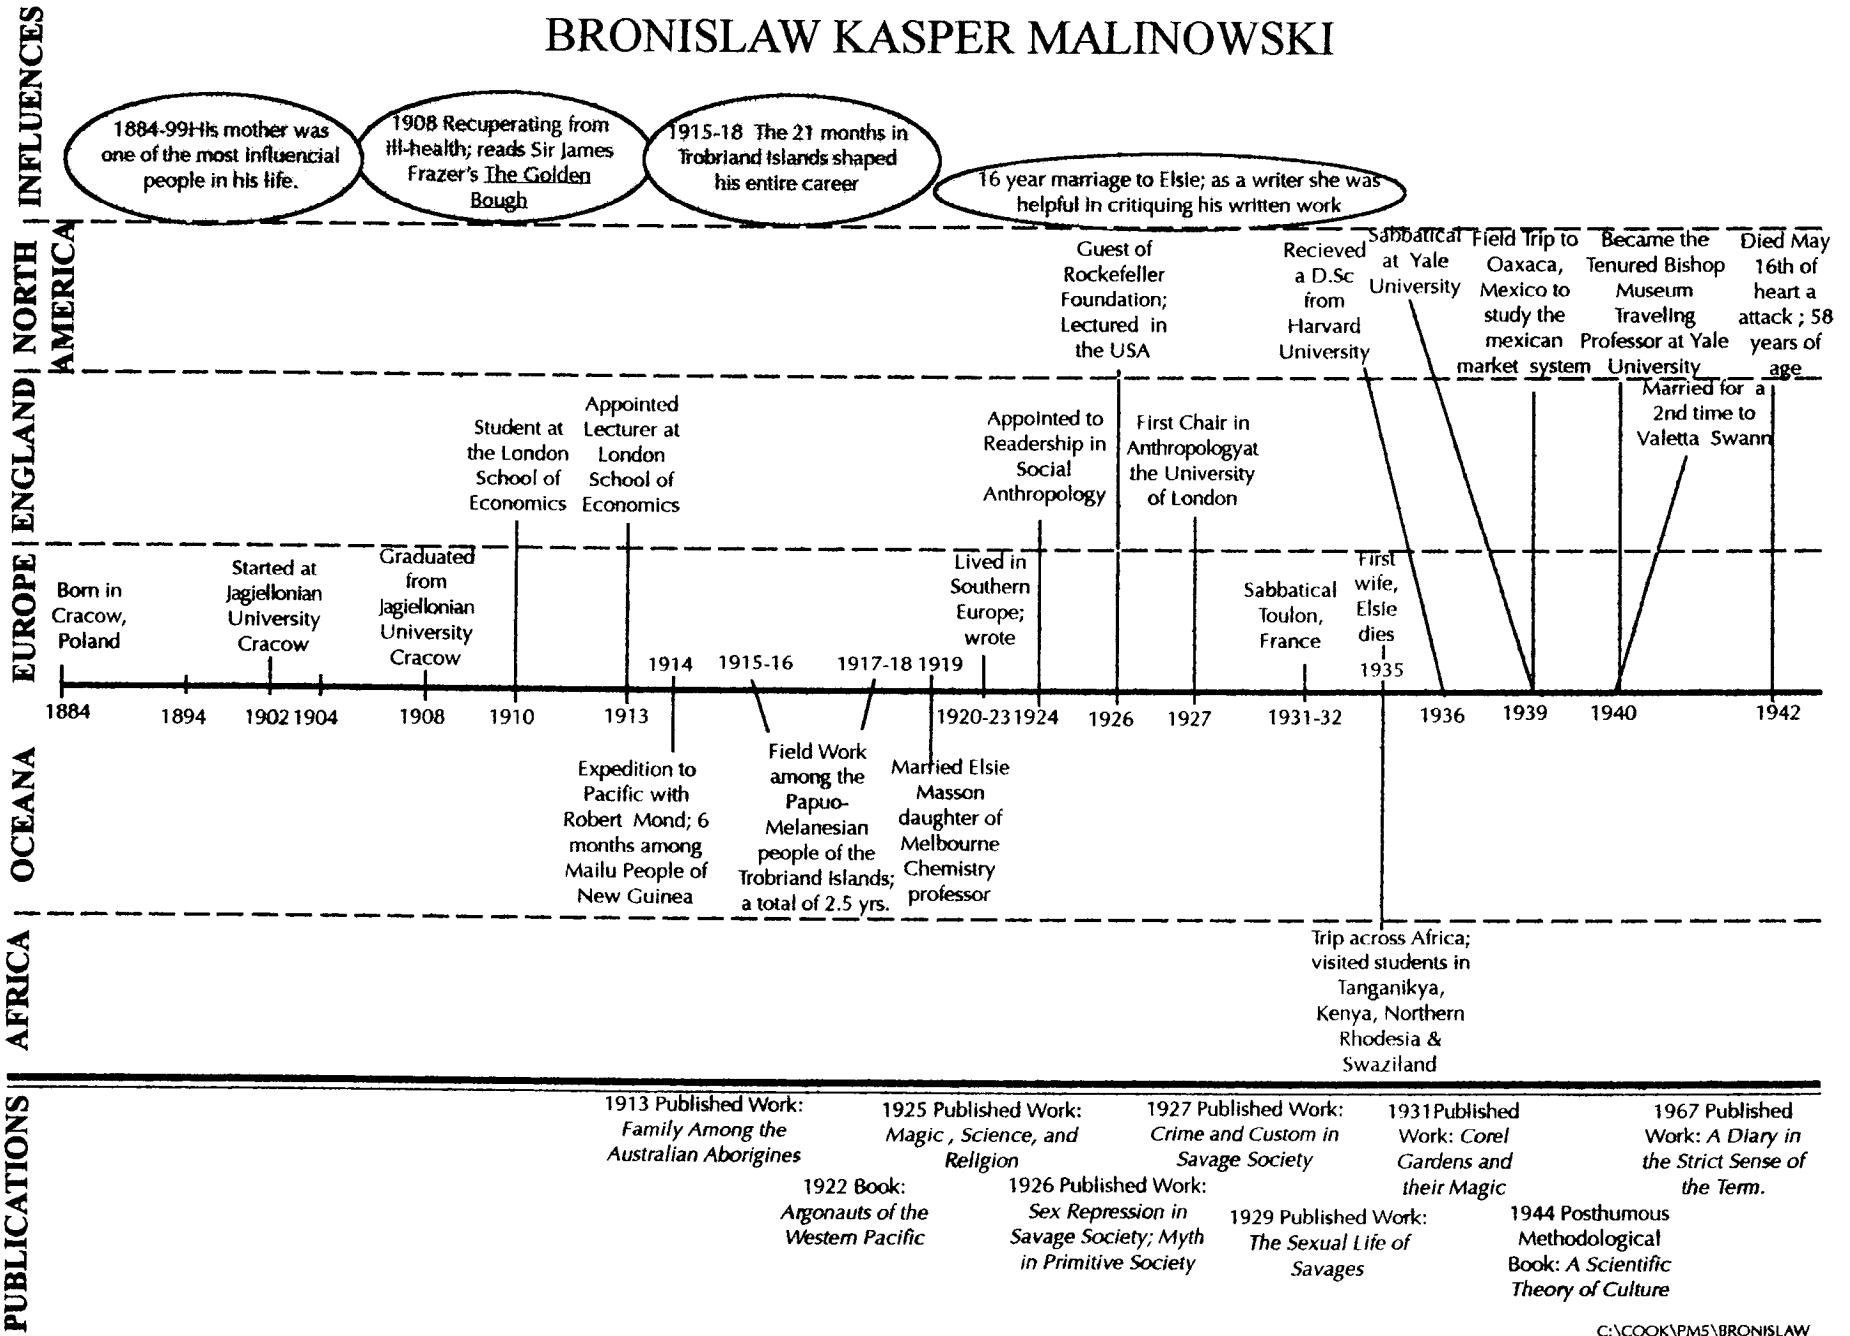 BRONISLAW KASPER MALINOWSKI
INFLUENCES
1884-99His mother was
one of the most influencial
people in his life.
1908 Recuperating from
ill-health; reads Sir James
Frazer's The Golden
Bough
1915-18 The 21 months in
Trobriand Islands shaped
his entire career
16 year marriage to Elsie; as a writer she was
helpful in critiquing his written work
NORTH
AMERICA
Guest of
Rockefeller
Foundation;
Lectured in
the USA
Recieved
a D.Sc
from
Harvard
University
Sabbatical
at Yale
University
Field Trip to
Oaxaca,
Mexico to
study the
mexican
market system
Became the
Tenured Bishop
Museum
Traveling
Professor at Yale
University
Died May
16th of
heart a
attack ; 58
years of
age
ENGLAND
Student at
the London
School of
Economics
Appointed
Lecturer at
London
School of
Economics
Appointed to
Readership in
Social
Anthropology
First Chair in
Anthropologyat
the University
of London
Married for a
2nd time to
Valetta Swann
EUROPE
Born in
Cracow,
Poland
Started at
Jagiellonian
University
Cracow
Graduated
from
Jagiellonian
University
Cracow
Lived in
Southern
Europe;
wrote
Sabbatical
Toulon,
France
First
wife,
Elsie
dies
1914
1915-16
1917-18
1919
1935
1884
1894
1902
1904
1908
1910
1913
1920-23
1924
1926
1927
1931-32
1936
1939
1940
1942
OCEANA
Expedition to
Pacific with
Robert Mond; 6
months among
Mailu People of
New Guinea
Field Work
among the
Papuo-
Melanesian
people of the
Trobriand Islands;
a total of 2.5 yrs.
Married Elsie
Masson
daughter of
Melbourne
Chemistry
professor
AFRICA
Trip across Africa;
visited students in
Tanganikya,
Kenya, Northern
Rhodesia &
Swaziland
PUBLICATIONS
1913 Published Work:
Family Among the
Australian Aborigines
1922 Book:
Argonauts of the
Western Pacific
1925 Published Work:
Magic , Science, and
Religion
1926 Published Work:
Sex Repression in
Savage Society; Myth
in Primitive Society
1927 Published Work:
Crime and Custom in
Savage Society
1929 Published Work:
The Sexual Life of
Savages
1931Published
Work: Corel
Gardens and
their Magic
1944 Posthumous
Methodological
Book: A Scientific
Theory of Culture
1967 Published
Work: A Diary in
the Strict Sense of
the Term.
C:\COOK\PM5\BRONISLAW